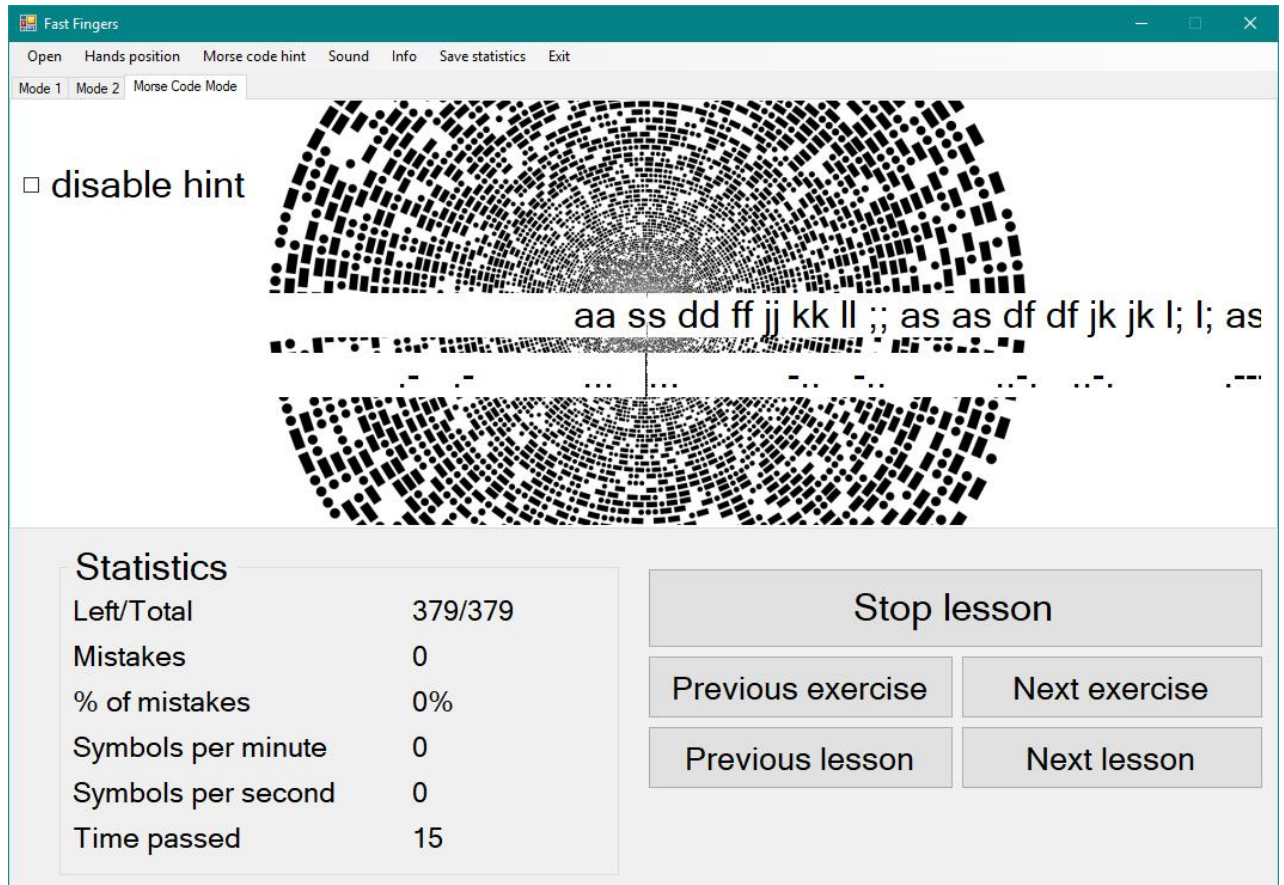 Fast Fingers
Open Hands position Morse code hint Sound Info Save statistics Exit
Mode 1 Mode 2 Morse Code Mode
disable hint
aa ss dd ff jj kk ll ;; as as df df jk jk l; l; as
.- .- ... ... -.. -.. ..-. ..-. .---
Statistics
Left/Total 379/379
Mistakes 0
% of mistakes 0%
Symbols per minute 0
Symbols per second 0
Time passed 15
Stop lesson
Previous exercise Next exercise
Previous lesson Next lesson